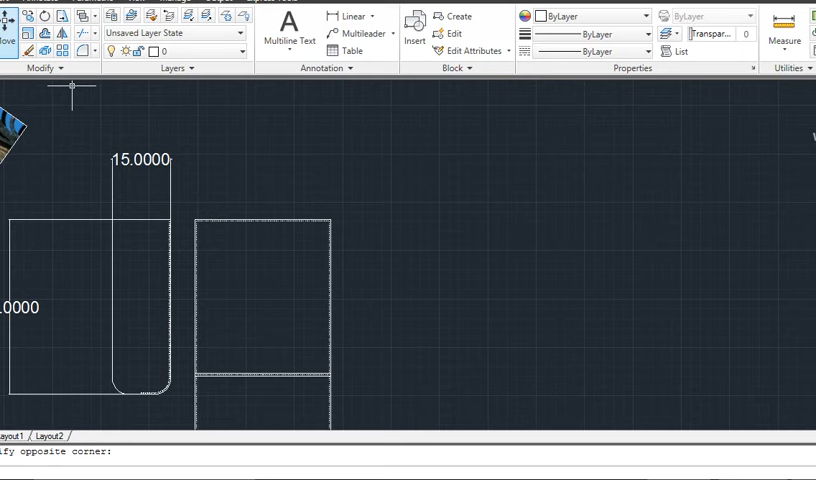 Linear
ByLayer
ByLayer
Create
Unsaved Layer State
Multileader
Edit
ByLayer
Transpar...
0
Move
Multiline Text
Insert
Measure
0
Table
Edit Attributes
ByLayer
List
Modify
Layers
Annotation
Block
Properties
Utilities
15.0000
.0000
Layout1
Layout2
ify opposite corner: